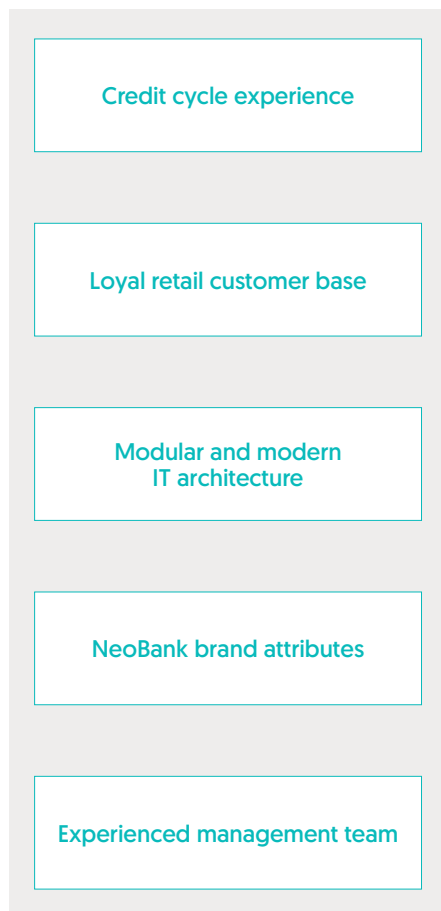 Credit cycle experience
Loyal retail customer base
Modular and modern
IT architecture
NeoBank brand attributes
Experienced management team